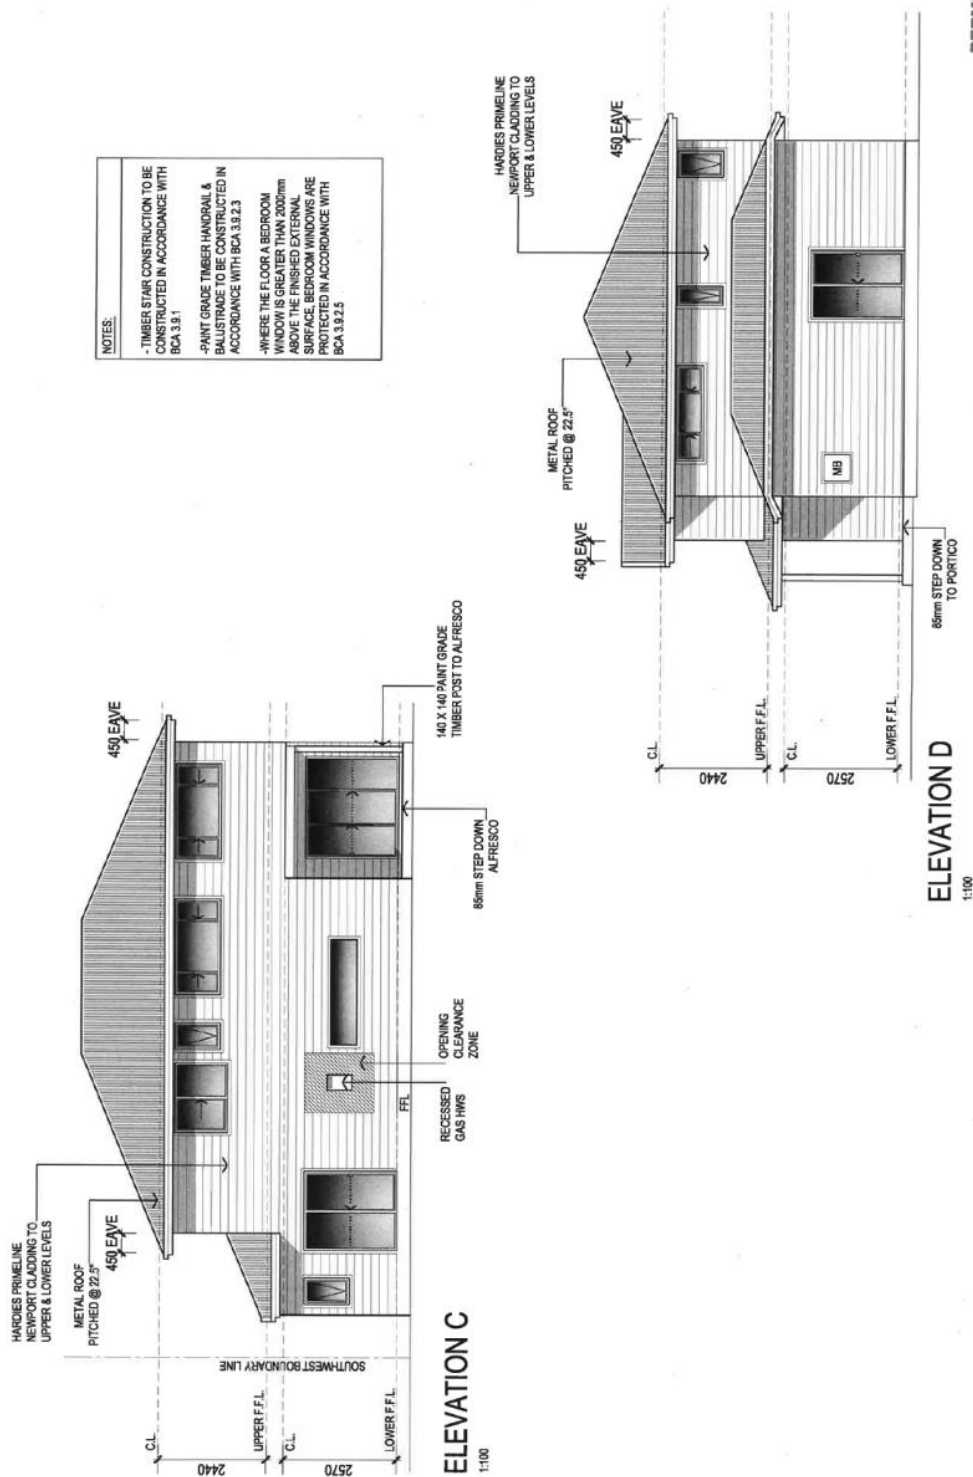 NOTES:
- TIMBER STAIR CONSTRUCTION TO BE
CONSTRUCTED IN ACCORDANCE WITH
BCA 3.9.1
-PAINT GRADE TIMBER HANDRAIL &
BALUSTRADE TO BE CONSTRUCTED IN
ACCORDANCE WITH BCA 3.9.2.3
-WHERE THE FLOOR A BEDROOM
WINDOW IS GREATER THAN 2000mm
ABOVE THE FINISHED EXTERNAL
SURFACE, BEDROOM WINDOWS ARE
PROTECTED IN ACCORDANCE WITH
BCA 3.9.2.5
HARDIES PRIMELINE
NEWPORT CLADDING TO
UPPER & LOWER LEVELS
METAL ROOF
PITCHED @ 22.5°
450 EAVE
450 EAVE
SOUTHWEST BOUNDARY LINE
C.L.
2440
UPPER F.F.L.
C.L.
2570
LOWER F.F.L.
FFL
RECESSED
GAS HWS
OPENING
CLEARANCE
ZONE
85mm STEP DOWN
ALFRESCO
140 X 140 PAINT GRADE
TIMBER POST TO ALFRESCO
ELEVATION C
1:100
METAL ROOF
PITCHED @ 22.5°
HARDIES PRIMELINE
NEWPORT CLADDING TO
UPPER & LOWER LEVELS
450 EAVE
450 EAVE
C.L.
2440
UPPER F.F.L.
C.L.
2570
LOWER F.F.L.
MB
85mm STEP DOWN
TO PORTICO
ELEVATION D
1:100